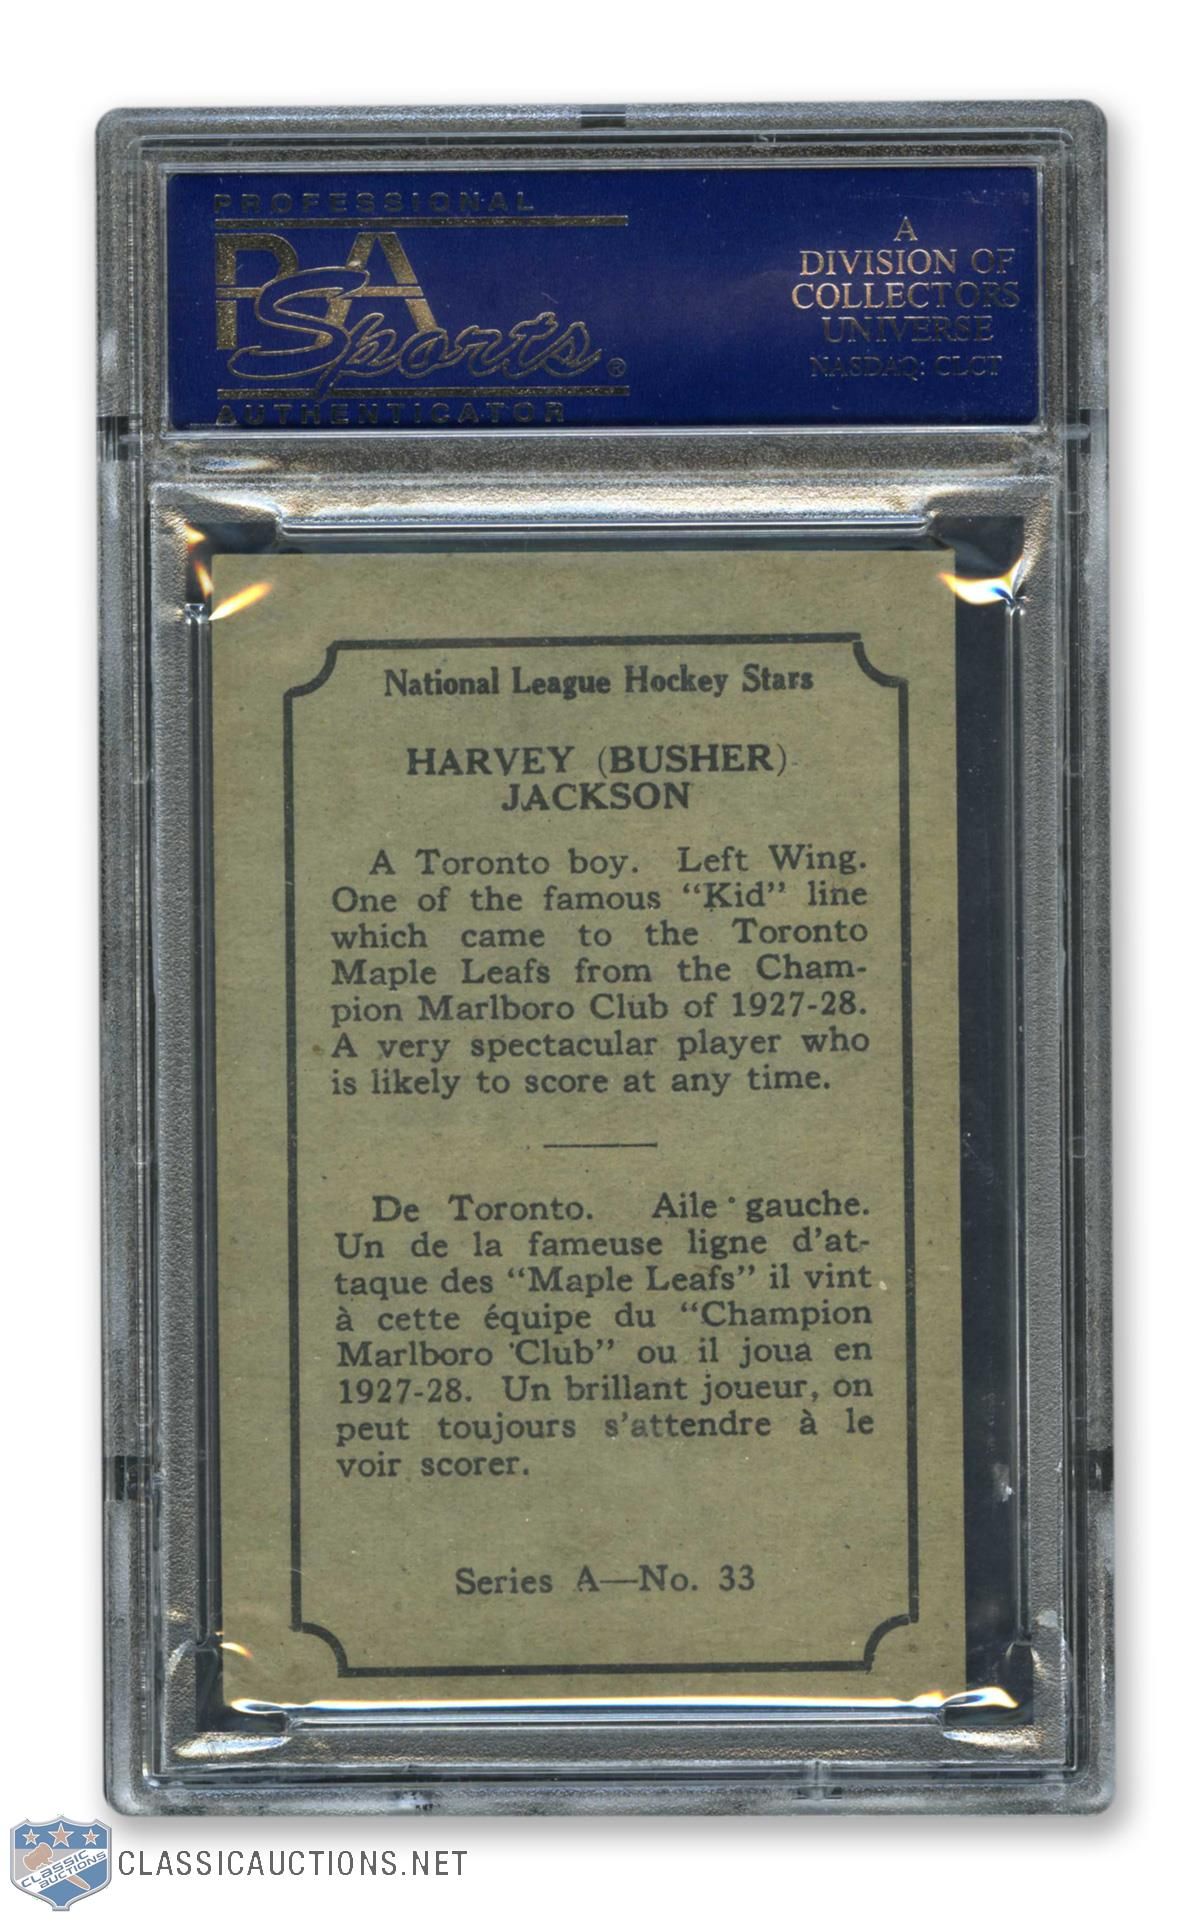 PROFESSIONAL
PSA
Sports®
AUTHENTICATOR
A
DIVISION OF
COLLECTORS
UNIVERSE
NASDAQ: CLCT
National League Hockey Stars
HARVEY (BUSHER)
JACKSON
A Toronto boy. Left Wing.
One of the famous "Kid" line
which came to the Toronto
Maple Leafs from the Cham-
pion Marlboro Club of 1927-28.
A very spectacular player who
is likely to score at any time.
De Toronto. Aile gauche.
Un de la fameuse ligne d'at-
taque des "Maple Leafs" il vint
à cette équipe du "Champion
Marlboro Club" ou il joua en
1927-28. Un brillant joueur, on
peut toujours s'attendre à le
voir scorer.
Series A—No. 33
CLASSIC
AUCTIONS
CLASSICAUCTIONS.NET